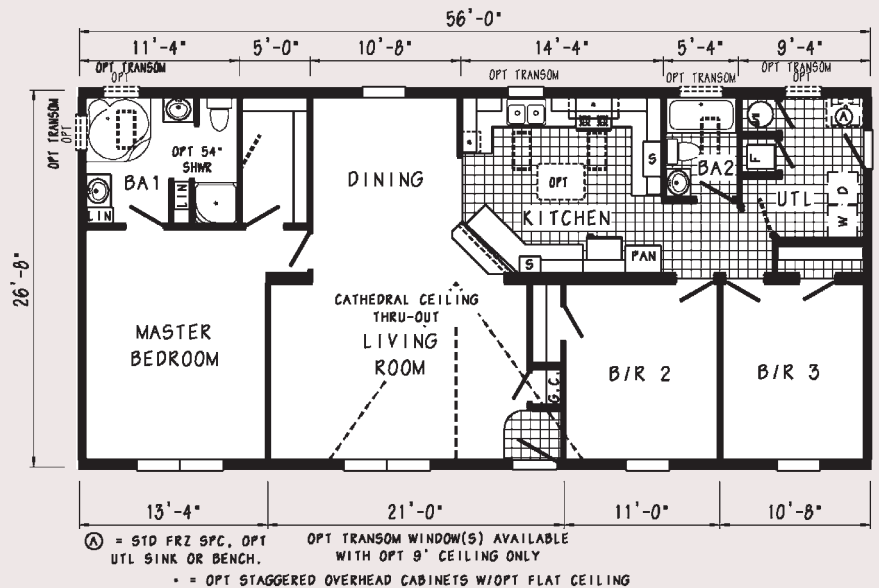 56'-0"
11'-4" 5'-0" 10'-8" 14'-4" 5'-4" 9'-4"
OPT TRANSOM
OPT
OPT TRANSOM
OPT TRANSOM
OPT TRANSOM
OPT
OPT TRANSOM
OPT
26'-8"
OPT 54"
SHWR
BA1
LIN
LIN
DINING
OPT
KITCHEN
S
S
PAN
BA2
F
UTL
W D
A
CATHEDRAL CEILING
THRU-OUT
LIVING
ROOM
MASTER
BEDROOM
G.C.
B/R 2
B/R 3
13'-4" 21'-0" 11'-0" 10'-8"
A = STD FRZ SPC, OPT
UTL SINK OR BENCH.
OPT TRANSOM WINDOW(S) AVAILABLE
WITH OPT 9' CEILING ONLY
* = OPT STAGGERED OVERHEAD CABINETS W/OPT FLAT CEILING